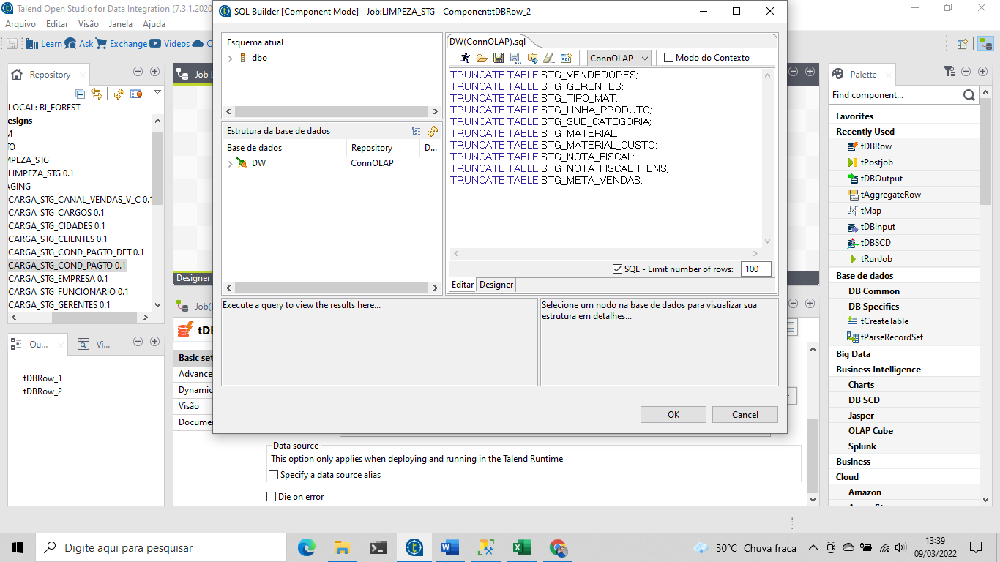 Talend Open Studio for Data Integration (7.3.1.2020
Arquivo Editar Visão Janela Ajuda
Learn Ask Exchange Videos C
Repository
LOCAL: BI_FOREST
esigns
M
TO
MPEZA_STG
LIMPEZA_STG 0.1
AGING
CARGA_STG_CANAL_VENDAS_V_C 0.1
CARGA_STG_CARGOS 0.1
CARGA_STG_CIDADES 0.1
CARGA_STG_CLIENTES 0.1
CARGA_STG_COND_PAGTO_DET 0.1
CARGA_STG_COND_PAGTO 0.1
CARGA_STG_EMPRESA 0.1
CARGA_STG_FUNCIONARIO 0.1
CARGA_STG_GERENTES 0.1
Ou...
Vi...
tDBRow_1
tDBRow_2
Job L
Designer
Job(
tDB
Basic set
Advance
Dynamic
Visão
Docume
SQL Builder [Component Mode] - Job:LIMPEZA_STG - Component:tDBRow_2
Esquema atual
dbo
Estrutura da base de dados
Base de dados Repository D...
DW ConnOLAP
DW(ConnOLAP).sql
ConnOLAP
Modo do Contexto
TRUNCATE TABLE STG_VENDEDORES;
TRUNCATE TABLE STG_GERENTES;
TRUNCATE TABLE STG_TIPO_MAT;
TRUNCATE TABLE STG_LINHA_PRODUTO;
TRUNCATE TABLE STG_SUB_CATEGORIA;
TRUNCATE TABLE STG_MATERIAL;
TRUNCATE TABLE STG_MATERIAL_CUSTO;
TRUNCATE TABLE STG_NOTA_FISCAL;
TRUNCATE TABLE STG_NOTA_FISCAL_ITENS;
TRUNCATE TABLE STG_META_VENDAS;
SQL - Limit number of rows: 100
Editar Designer
Execute a query to view the results here...
Selecione um nodo na base de dados para visualizar sua
estrutura em detalhes...
OK Cancel
Data source
This option only applies when deploying and running in the Talend Runtime
Specify a data source alias
Die on error
Palette
Find component...
Favorites
Recently Used
tDBRow
tPostjob
tDBOutput
tAggregateRow
tMap
tDBInput
tDBSCD
tRunJob
Base de dados
DB Common
DB Specifics
tCreateTable
tParseRecordSet
Big Data
Business Intelligence
Charts
DB SCD
Jasper
OLAP Cube
Splunk
Business
Cloud
Amazon
Digite aqui para pesquisar
30°C Chuva fraca
13:39
09/03/2022